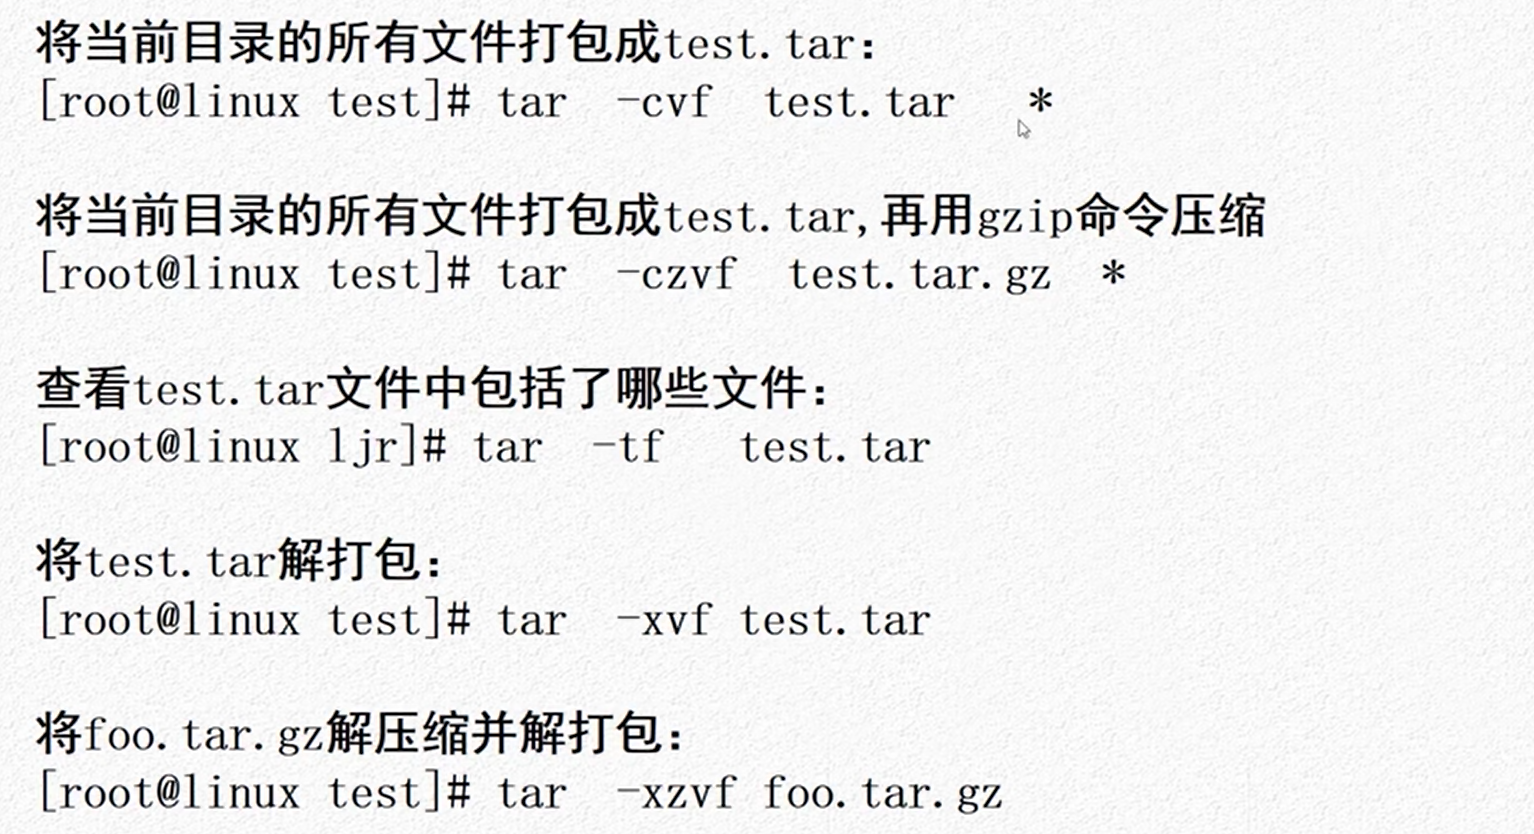 将当前目录的所有文件打包成test.tar：
[root@linux test]# tar  -cvf  test.tar   *
将当前目录的所有文件打包成test.tar,再用gzip命令压缩
[root@linux test]# tar  -czvf  test.tar.gz  *
查看test.tar文件中包括了哪些文件：
[root@linux ljr]# tar  -tf   test.tar
将test.tar解打包：
[root@linux test]# tar  -xvf test.tar
将foo.tar.gz解压缩并解打包：
[root@linux test]# tar  -xzvf foo.tar.gz